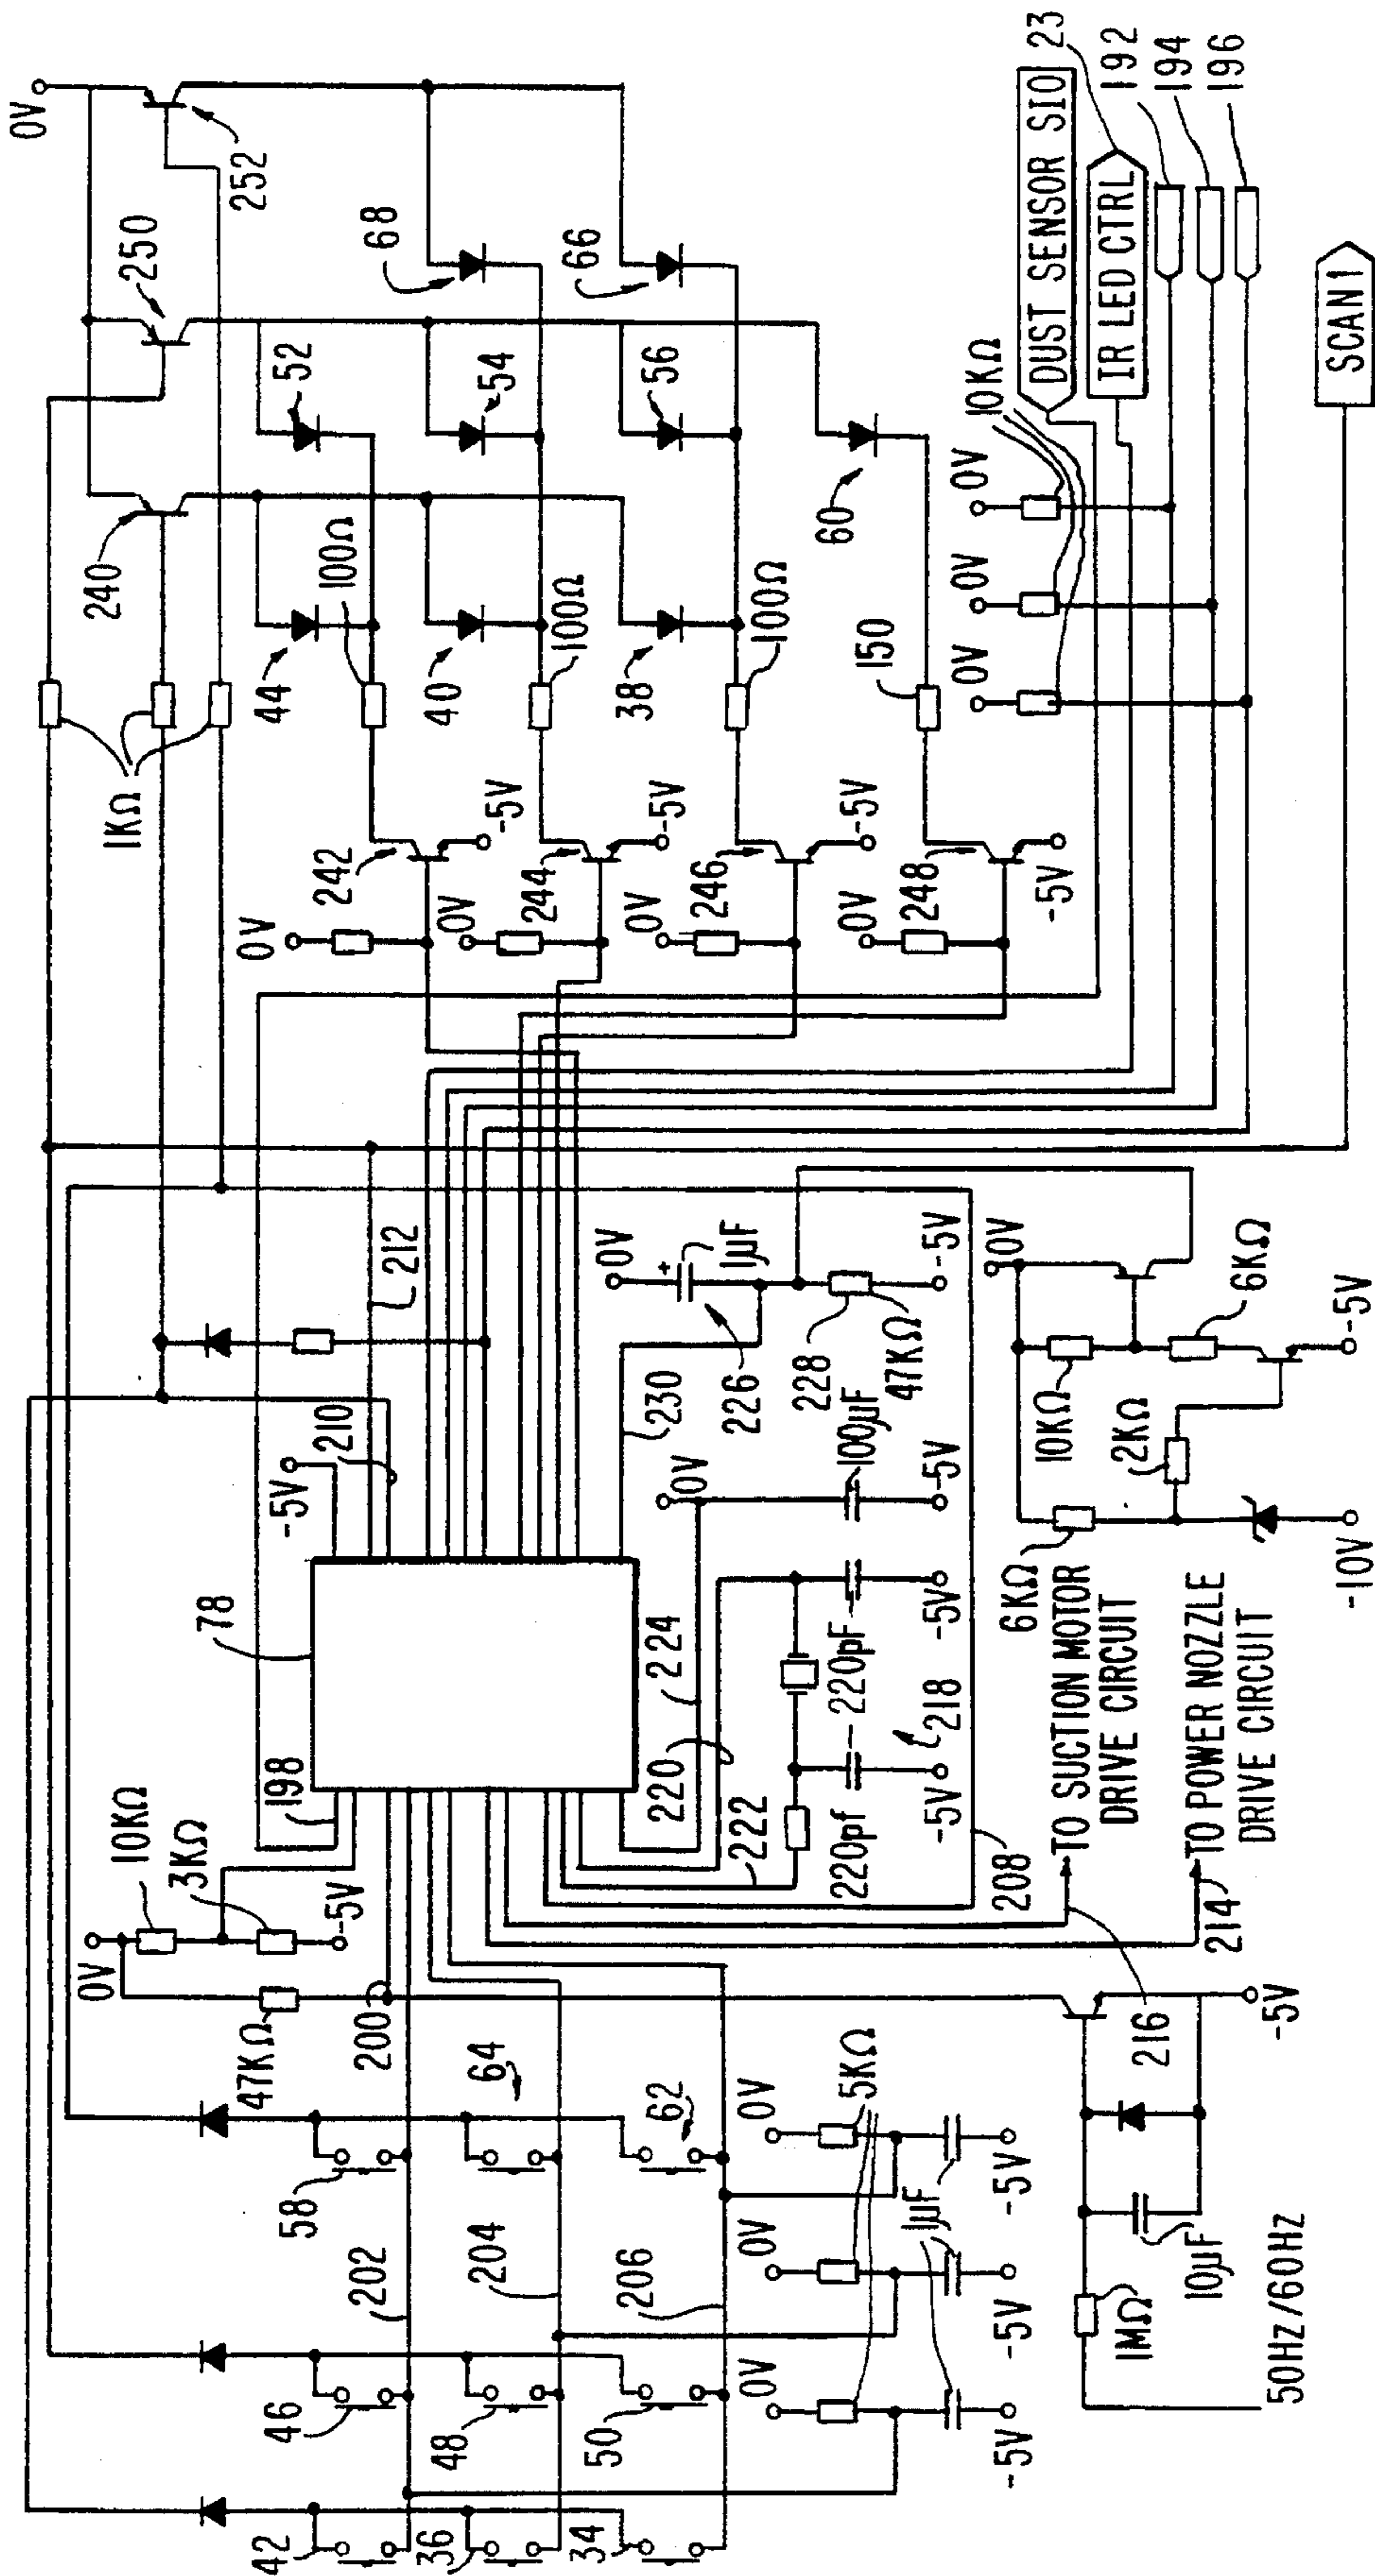 0V
252
250
240
1KΩ
68
66
52
54
56
60
44
40
38
100Ω
100Ω
100Ω
150
242
244
246
248
0V
0V
0V
0V
-5V
-5V
-5V
-5V
DUST SENSOR SIO
IR LED CTRL
23
192
194
196
10KΩ
0V
0V
0V
SCAN 1
212
210
-5V
78
198
10KΩ
3KΩ
0V
-5V
47KΩ
200
0V
1µF
226
230
228
47KΩ
-5V
0V
100µF
-5V
224
220
222
220pF
220pf
-5V
-5V
218
208
0V
10KΩ
6KΩ
2KΩ
-5V
6KΩ
-10V
TO SUCTION MOTOR
DRIVE CIRCUIT
TO POWER NOZZLE
DRIVE CIRCUIT
214
216
64
62
58
202
204
206
46
48
50
42
36
34
5KΩ
0V
0V
0V
1µF
-5V
-5V
-5V
-5V
10µF
1MΩ
50HZ/60HZ